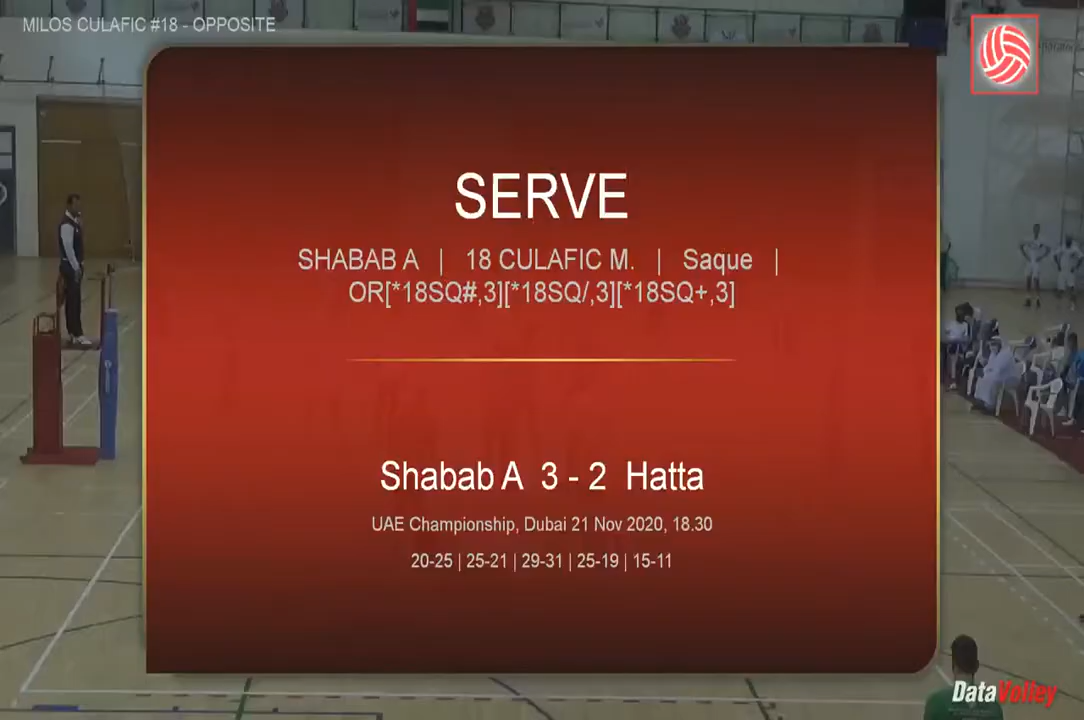 MILOS CULAFIC #18 - OPPOSITE
SERVE
SHABAB A | 18 CULAFIC M. | Saque |
OR[*18SQ#,3][*18SQ/,3][*18SQ+,3]
Shabab A 3 - 2 Hatta
UAE Championship, Dubai 21 Nov 2020, 18.30
20-25 | 25-21 | 29-31 | 25-19 | 15-11
DataVolley